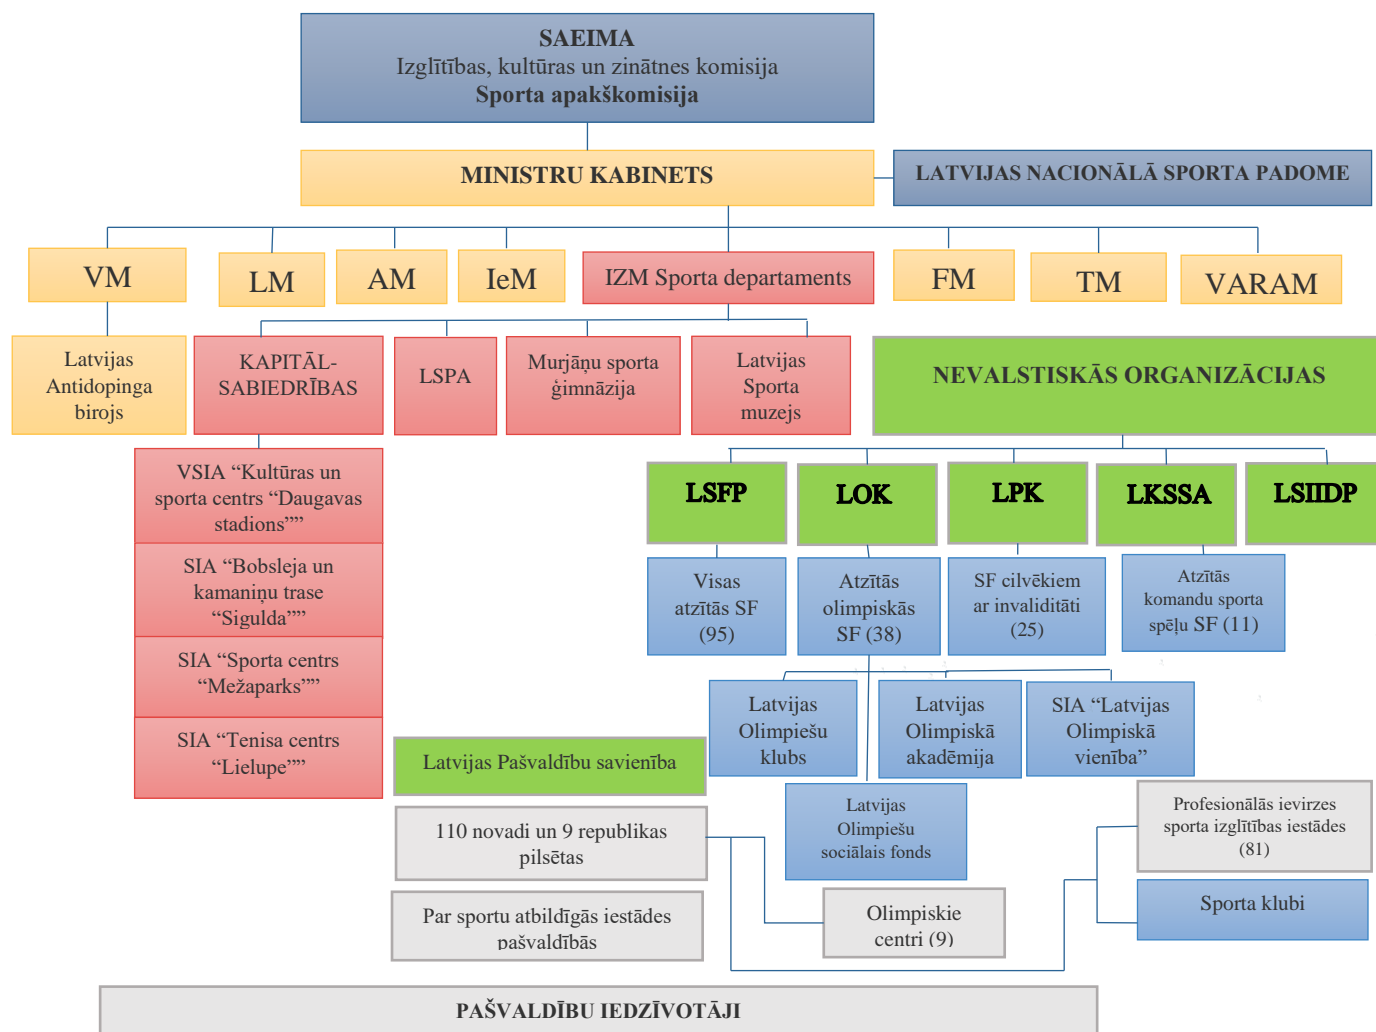 SAEIMA
Izglītības, kultūras un zinātnes komisija
Sporta apakškomisija
MINISTRU KABINETS
LATVIJAS NACIONĀLĀ SPORTA PADOME
VM
LM
AM
IeM
IZM Sporta departaments
FM
TM
VARAM
Latvijas
Antidopinga
birojs
KAPITĀL-
SABIEDRĪBAS
LSPA
Murjāņu sporta
ģimnāzija
Latvijas
Sporta
muzejs
NEVALSTISKĀS ORGANIZĀCIJAS
VSIA “Kultūras un
sporta centrs “Daugavas
stadions””
SIA “Bobsleja un
kamaniņu trase
“Sigulda””
SIA “Sporta centrs
“Mežaparks””
SIA “Tenisa centrs
“Lielupe””
LSFP
LOK
LPK
LKSSA
LSIIDP
Visas
atzītās SF
(95)
Atzītās
olimpiskās
SF (38)
SF cilvēkiem
ar invaliditāti
(25)
Atzītās
komandu sporta
spēļu SF (11)
Latvijas
Olimpiešu
klubs
Latvijas
Olimpiskā
akadēmija
SIA “Latvijas
Olimpiskā
vienība”
Latvijas Pašvaldību savienība
Latvijas
Olimpiešu
sociālais fonds
110 novadi un 9 republikas
pilsētas
Profesionālās ievirzes
sporta izglītības iestādes
(81)
Par sportu atbildīgās iestādes
pašvaldībās
Olimpiskie
centri (9)
Sporta klubi
PAŠVALDĪBU IEDZĪVOTĀJI